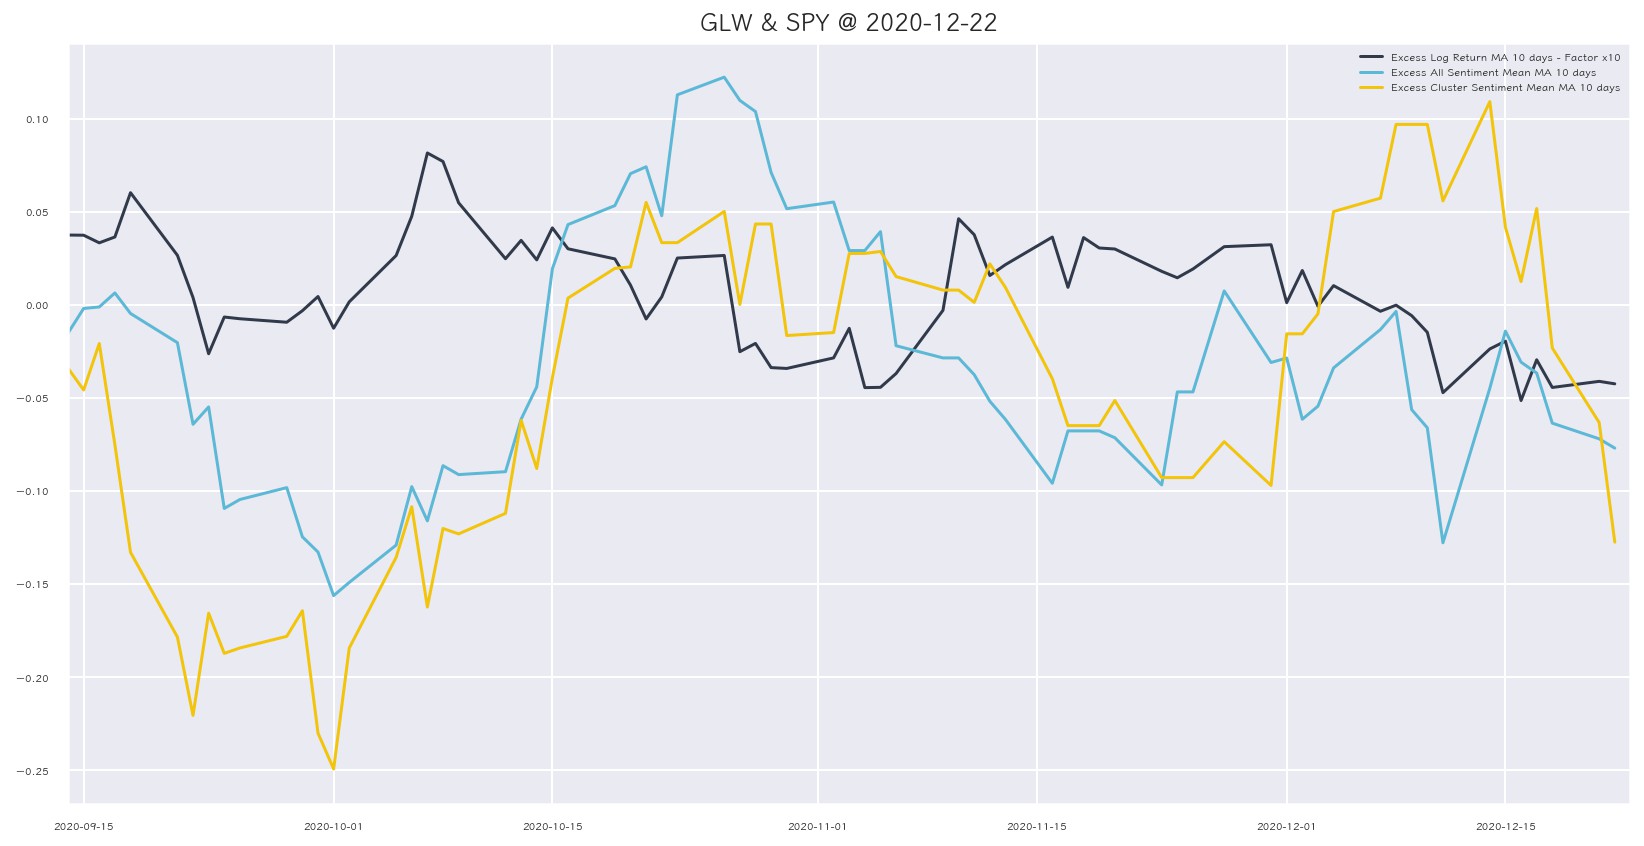 GLW & SPY @ 2020-12-22
Excess Log Return MA 10 days - Factor x10
Excess All Sentiment Mean MA 10 days
Excess Cluster Sentiment Mean MA 10 days
0.10
0.05
0.00
−0.05
−0.10
−0.15
−0.20
−0.25
2020-09-15 2020-10-01 2020-10-15 2020-11-01 2020-11-15 2020-12-01 2020-12-15